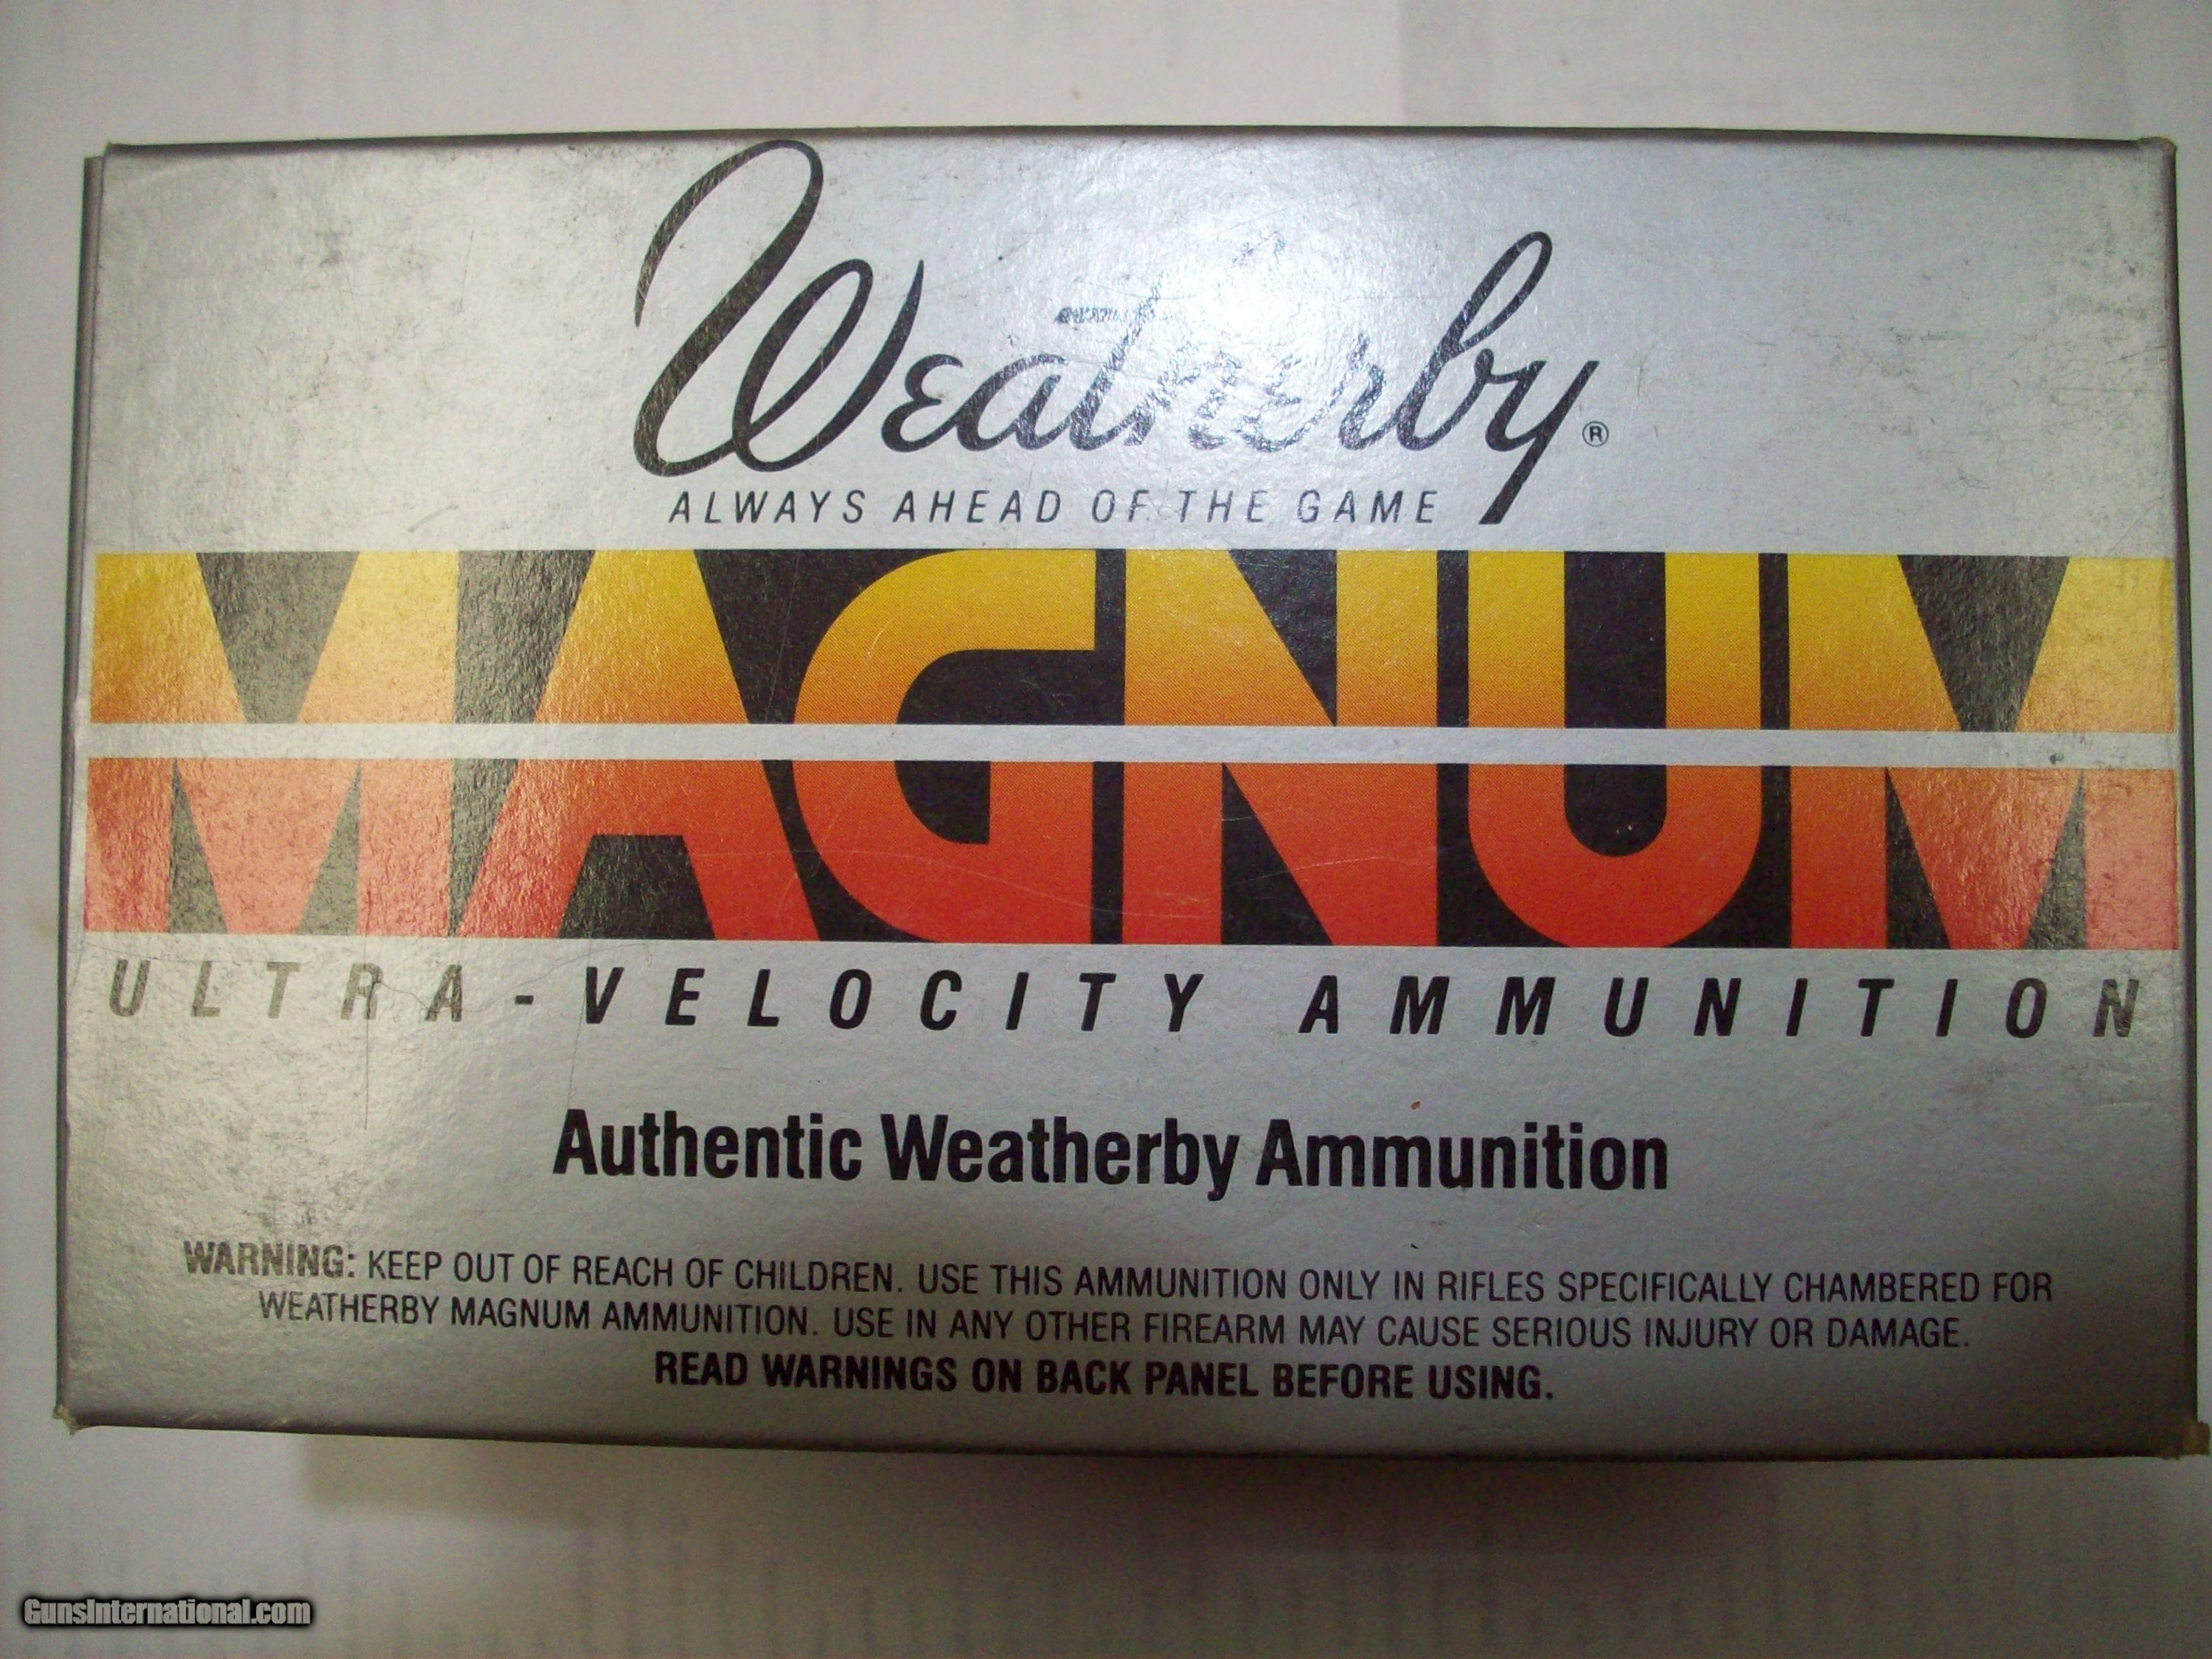 Weatherby®
ALWAYS AHEAD OF THE GAME
MAGNUM
ULTRA-VELOCITY AMMUNITION
Authentic Weatherby Ammunition
WARNING: KEEP OUT OF REACH OF CHILDREN. USE THIS AMMUNITION ONLY IN RIFLES SPECIFICALLY CHAMBERED FOR
WEATHERBY MAGNUM AMMUNITION. USE IN ANY OTHER FIREARM MAY CAUSE SERIOUS INJURY OR DAMAGE.
READ WARNINGS ON BACK PANEL BEFORE USING.
GunsInternational.com